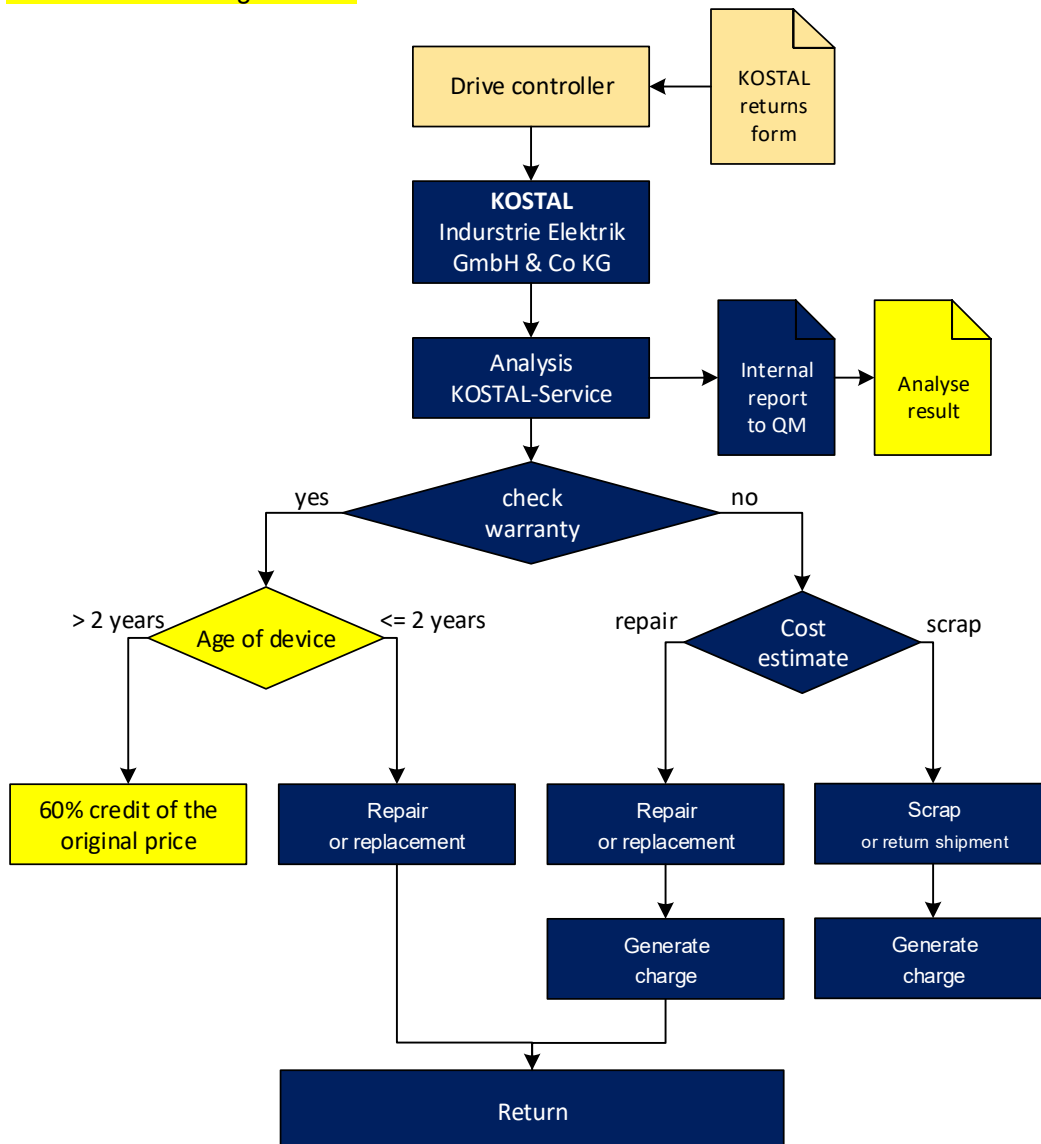 Drive controller
KOSTAL
returns
form
KOSTAL
Indurstrie Elektrik
GmbH & Co KG
Analysis
KOSTAL-Service
Internal
report
to QM
Analyse
result
check
warranty
yes
no
> 2 years
Age of device
<= 2 years
repair
Cost
estimate
scrap
60% credit of the
original price
Repair
or replacement
Repair
or replacement
Scrap
or return shipment
Generate
charge
Generate
charge
Return